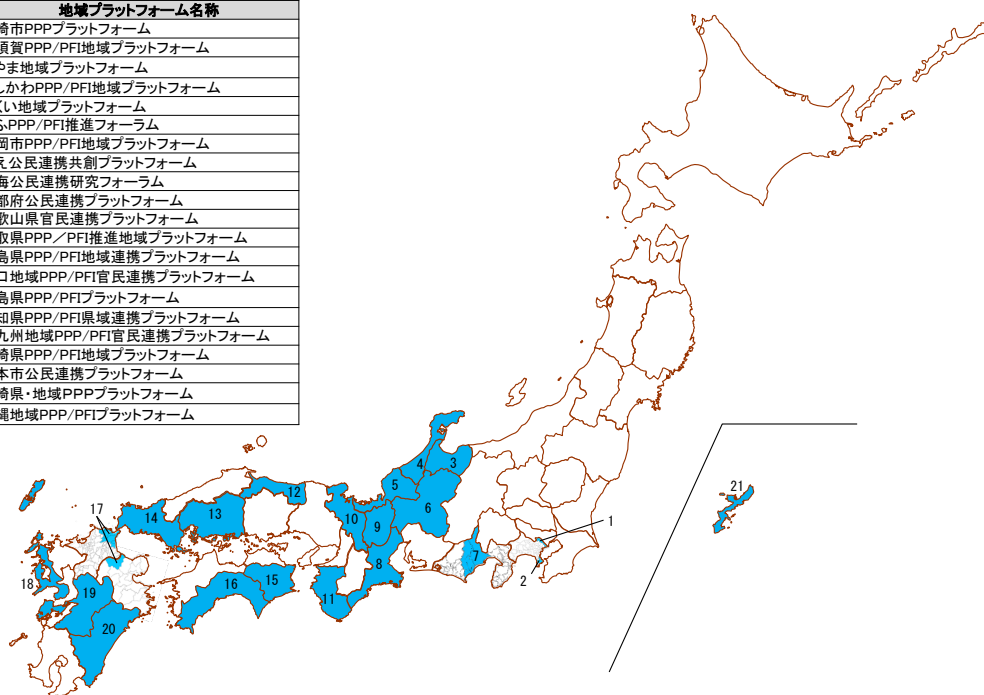 地域プラットフォーム名称
崎市PPPプラットフォーム
須賀PPP/PFI地域プラットフォーム
やま地域プラットフォーム
しかわPPP/PFI地域プラットフォーム
くい地域プラットフォーム
ふPPP/PFI推進フォーラム
岡市PPP/PFI地域プラットフォーム
え公民連携共創プラットフォーム
海公民連携研究フォーラム
都府公民連携プラットフォーム
歌山県官民連携プラットフォーム
取県PPP／PFI推進地域プラットフォーム
島県PPP/PFI地域連携プラットフォーム
口地域PPP/PFI官民連携プラットフォーム
島県PPP/PFIプラットフォーム
知県PPP/PFI県域連携プラットフォーム
九州地域PPP/PFI官民連携プラットフォーム
崎県PPP/PFI地域プラットフォーム
本市公民連携プラットフォーム
崎県・地域PPPプラットフォーム
縄地域PPP/PFIプラットフォーム
4
3
5
21
12
17
6
14
13
10
9
1
7
8
2
18
19
16
15
11
20